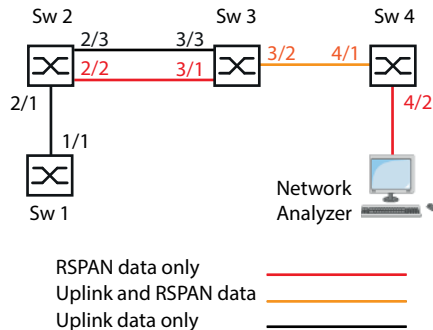 Sw 2
2/3
3/3
Sw 3
Sw 4
2/2
3/1
3/2
4/1
2/1
4/2
1/1
Sw 1
Network
Analyzer
RSPAN data only
Uplink and RSPAN data
Uplink data only